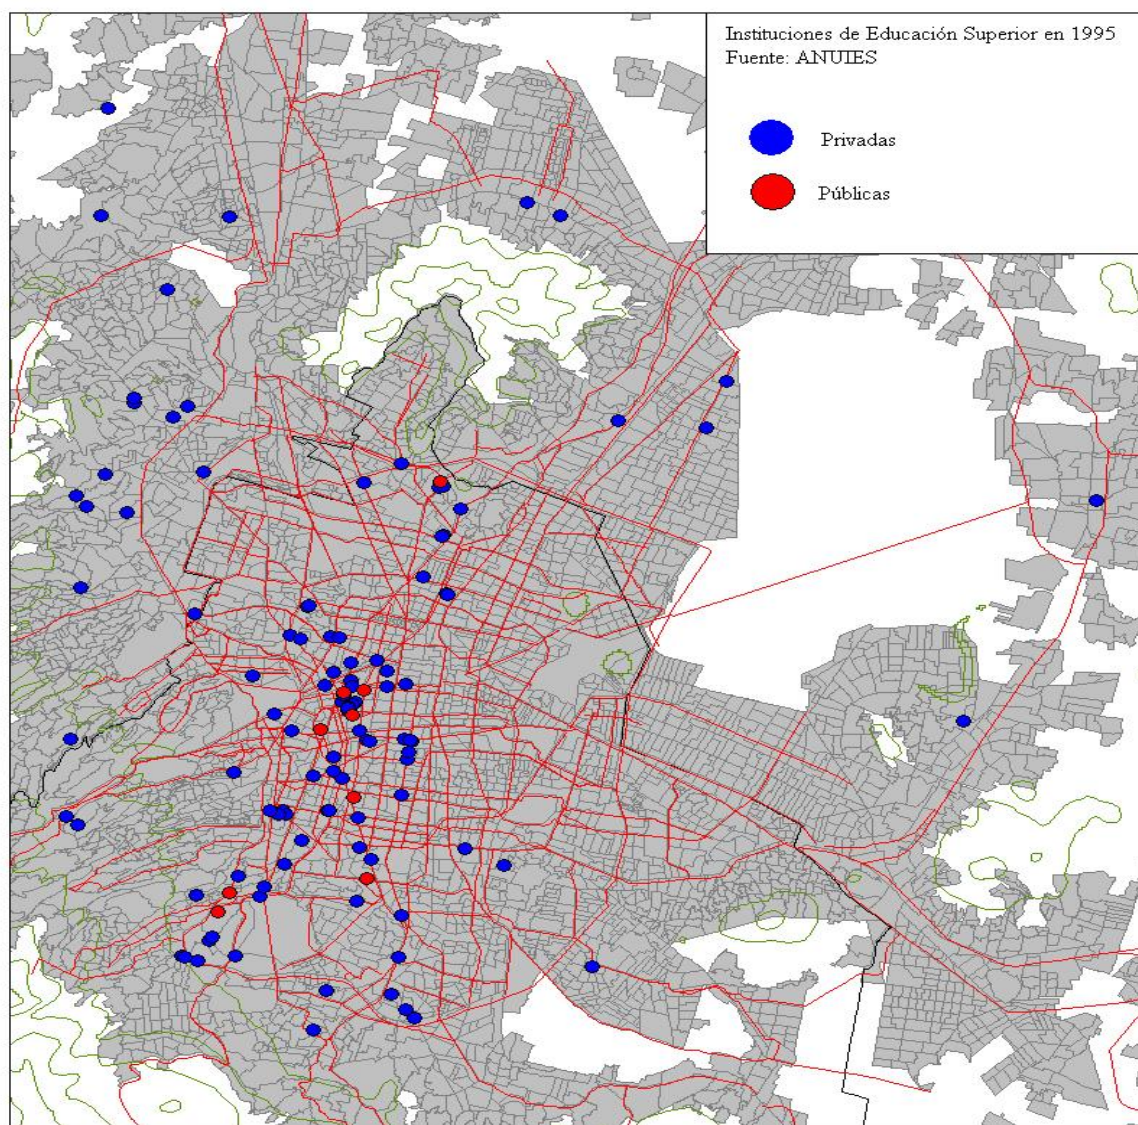 Instituciones de Educación Superior en 1995
Fuente: ANUIES
Privadas
Públicas